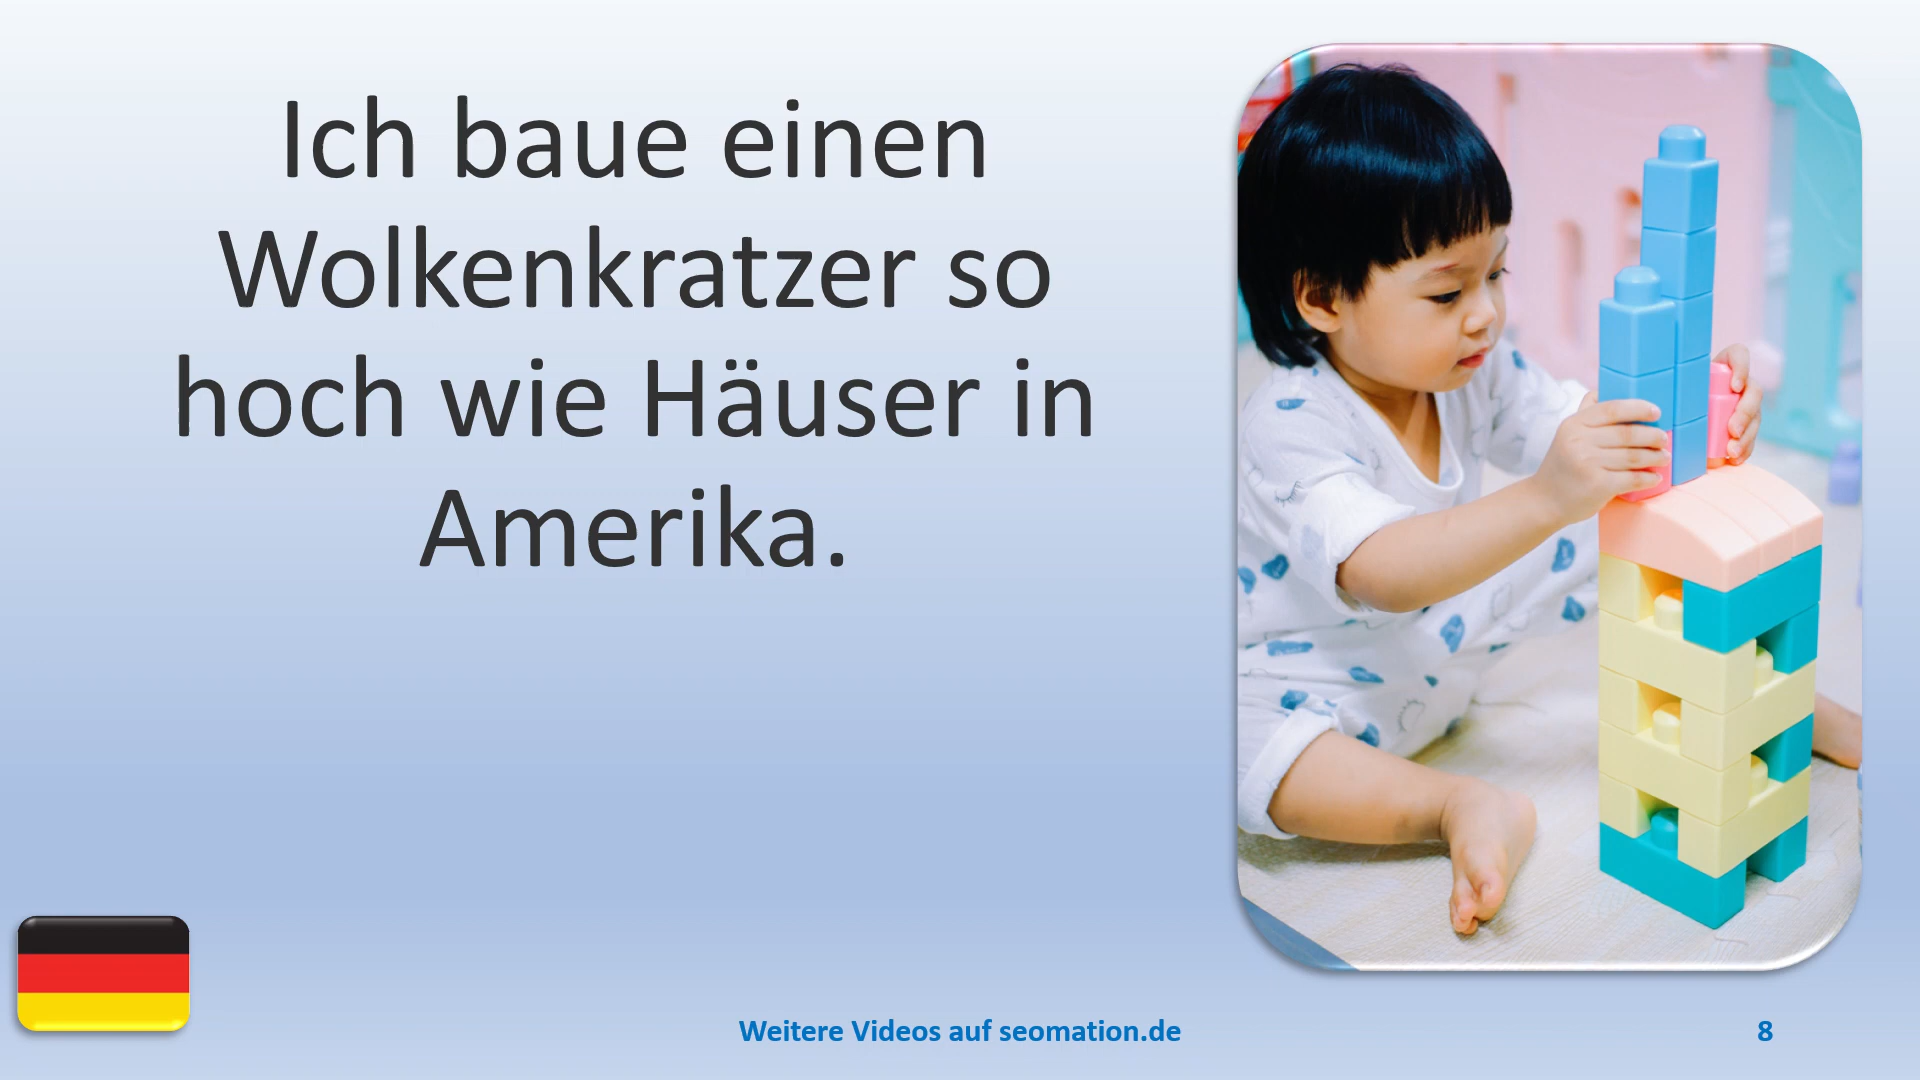 Ich baue einen
Wolkenkratzer so
hoch wie Häuser in
Amerika.
Weitere Videos auf seomation.de
8